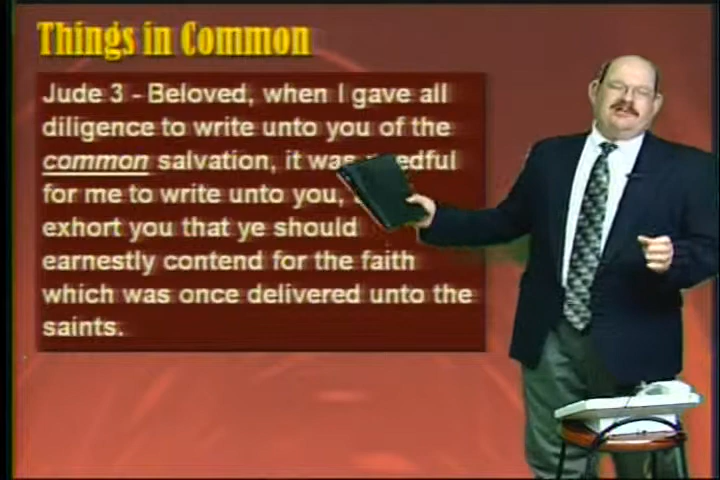 Things in Common
Jude 3 - Beloved, when I gave all
diligence to write unto you of the
common salvation, it was
for me to write unto you,
exhort you that ye should
earnestly contend for the faith
which was once delivered unto the
saints.